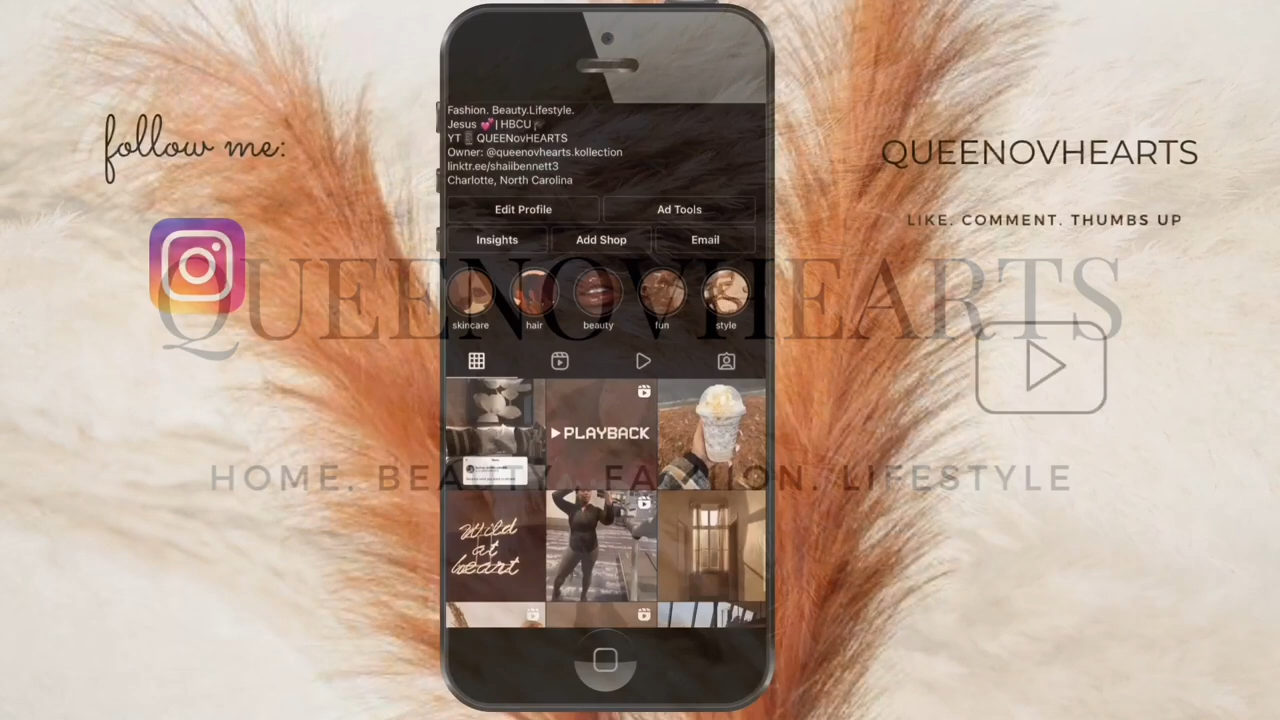 follow me:
QUEENOVHEARTS
LIKE. COMMENT. THUMBS UP
QUEENOVHEARTS
HOME. BEAUTY. FASHION. LIFESTYLE
Fashion. Beauty.Lifestyle.
Jesus 💕 | HBCU 🎓
YT 📱 QUEENovHEARTS
Owner: @queenovhearts.kollection
linktr.ee/shaiibennett3
Charlotte, North Carolina
Edit Profile Ad Tools
Insights Add Shop Email
skincare hair beauty fun style
PLAYBACK
wild
at
heart